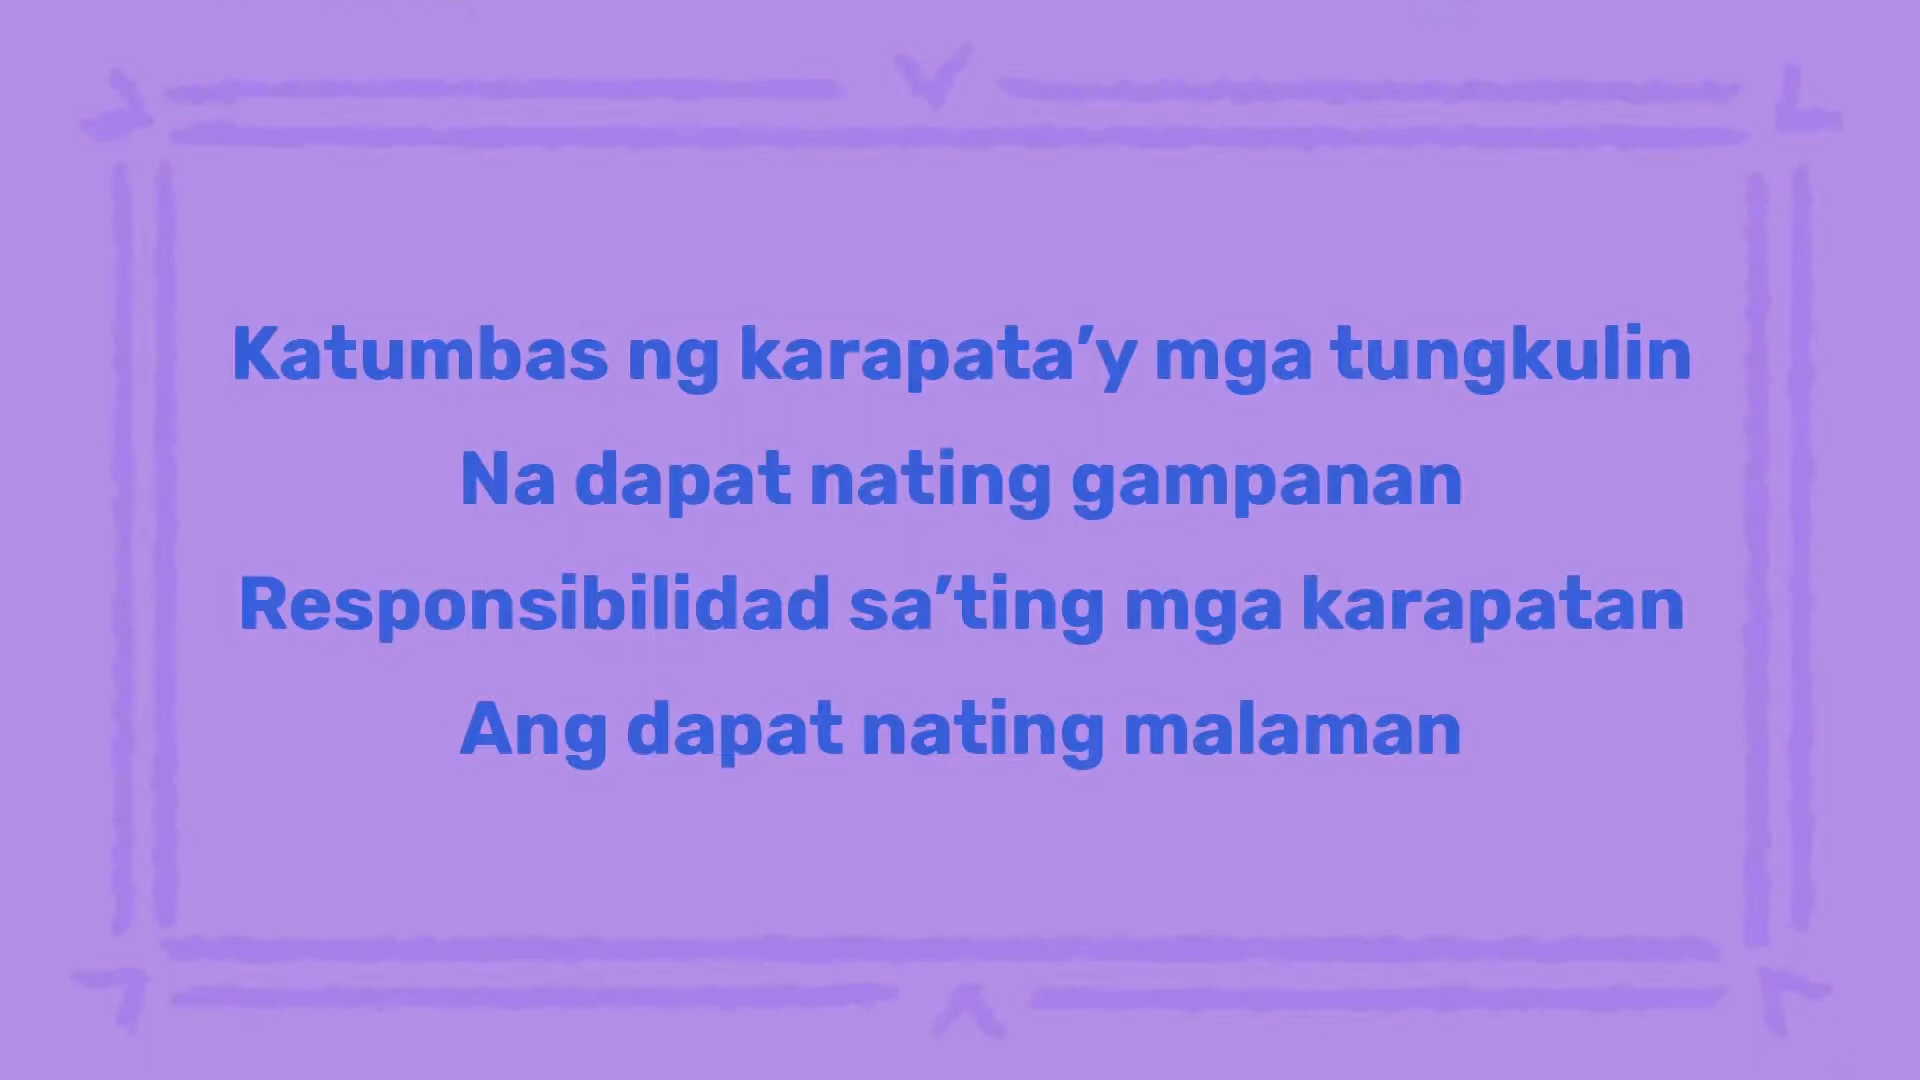 Katumbas ng karapata’y mga tungkulin
Na dapat nating gampanan
Responsibilidad sa’ting mga karapatan
Ang dapat nating malaman